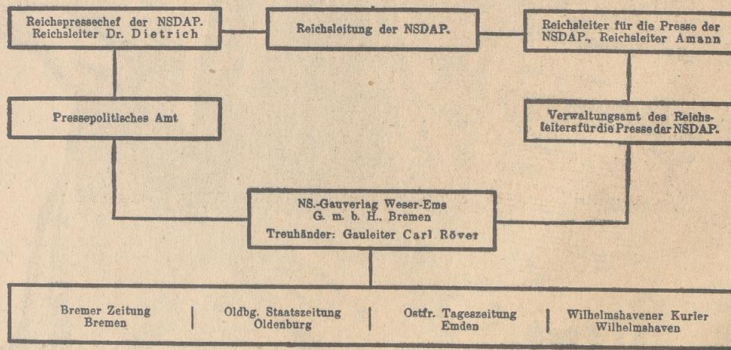 Reichspressechef der NSDAP.
Reichsleiter Dr. Dietrich
Reichsleitung der NSDAP.
Reichsleiter für die Presse der
NSDAP., Reichsleiter Amann
Pressepolitisches Amt
Verwaltungsamt des Reichs-
leiters für die Presse der NSDAP.
NS.-Gauverlag Weser-Ems
G. m. b. H., Bremen
Treuhänder: Gauleiter Carl Röver
Bremer Zeitung
Bremen
Oldbg. Staatszeitung
Oldenburg
Ostfr. Tageszeitung
Emden
Wilhelmshavener Kurier
Wilhelmshaven